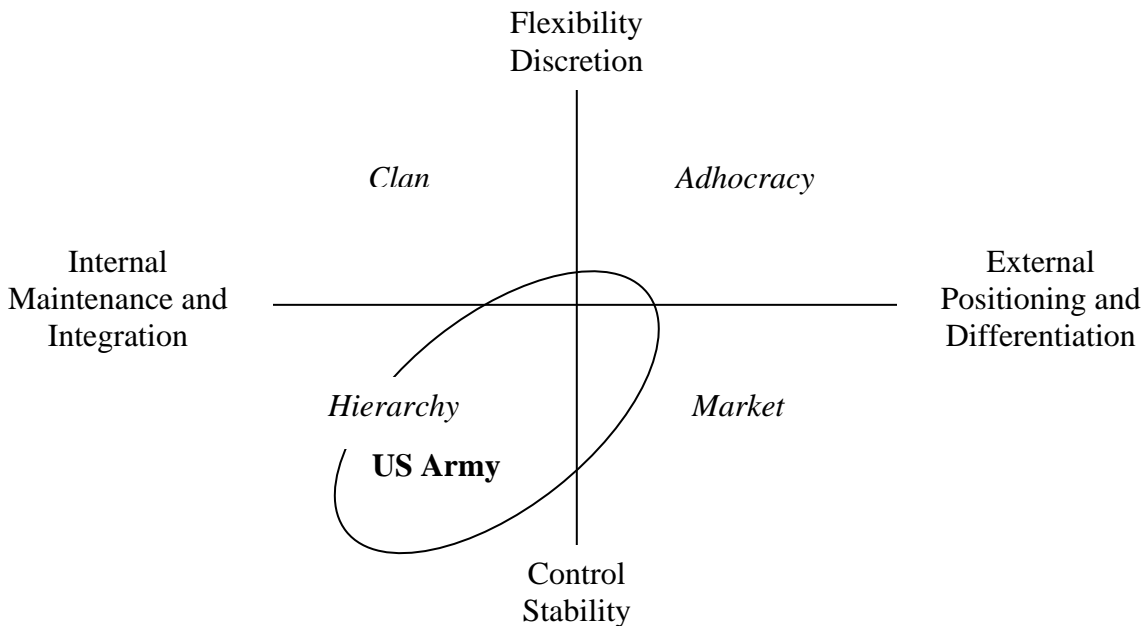 Flexibility
Discretion
Clan
Adhocracy
Internal
Maintenance and
Integration
External
Positioning and
Differentiation
Hierarchy
Market
US Army
Control
Stability